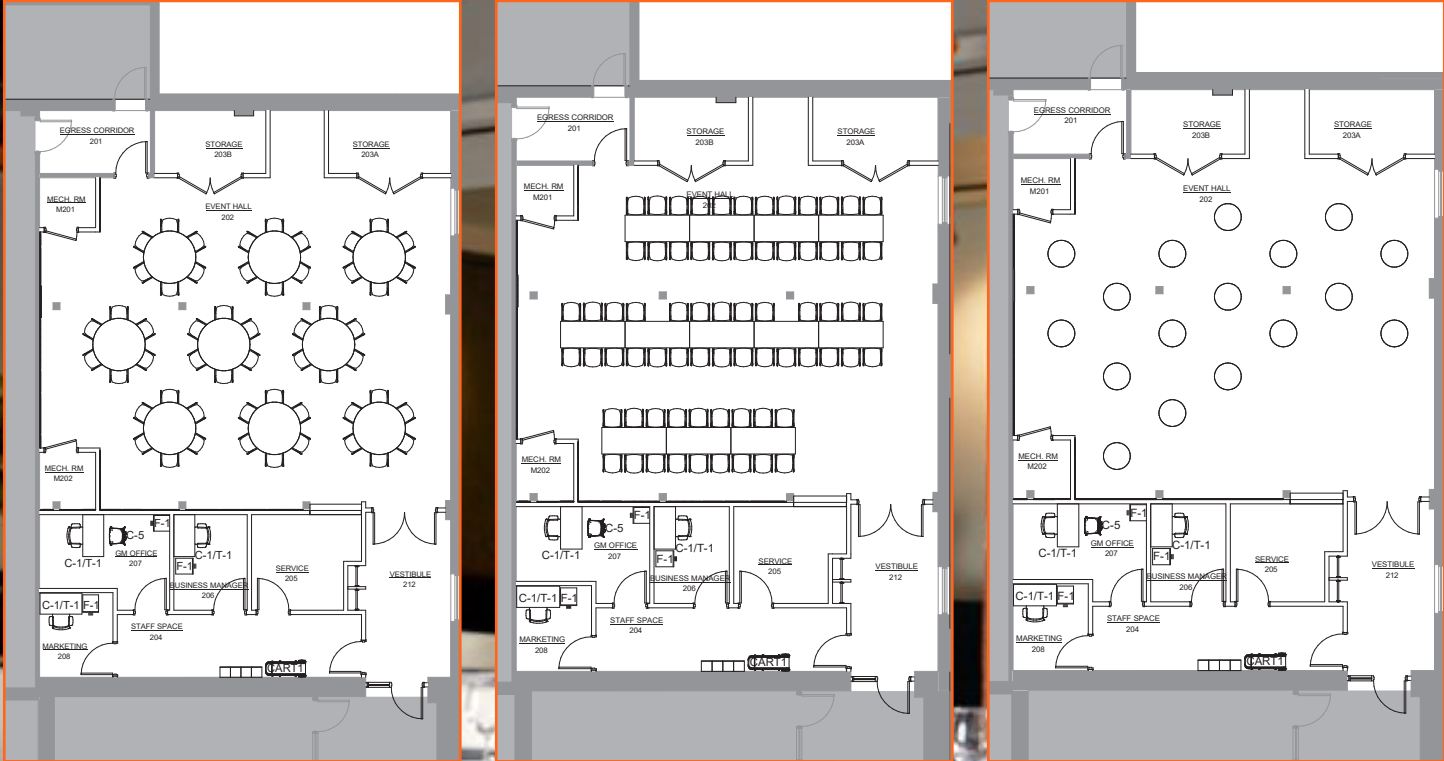 EGRESS CORRIDOR
201
STORAGE
203B
STORAGE
203A
MECH. RM
M201
EVENT HALL
202
MECH. RM
M202
F-1
C-5
C-1/T-1
GM OFFICE
207
C-1/T-1
F-1
BUSINESS MANAGER
206
SERVICE
205
VESTIBULE
212
C-1/T-1
F-1
STAFF SPACE
204
MARKETING
208
CART1
EGRESS CORRIDOR
201
STORAGE
203B
STORAGE
203A
MECH. RM
M201
EVENT HALL
202
MECH. RM
M202
F-1
C-5
C-1/T-1
GM OFFICE
207
C-1/T-1
F-1
BUSINESS MANAGER
206
SERVICE
205
VESTIBULE
212
C-1/T-1
F-1
STAFF SPACE
204
MARKETING
208
CART1
EGRESS CORRIDOR
201
STORAGE
203B
STORAGE
203A
MECH. RM
M201
EVENT HALL
202
MECH. RM
M202
F-1
C-5
C-1/T-1
GM OFFICE
207
C-1/T-1
F-1
BUSINESS MANAGER
206
SERVICE
205
VESTIBULE
212
C-1/T-1
F-1
STAFF SPACE
204
MARKETING
208
CART1